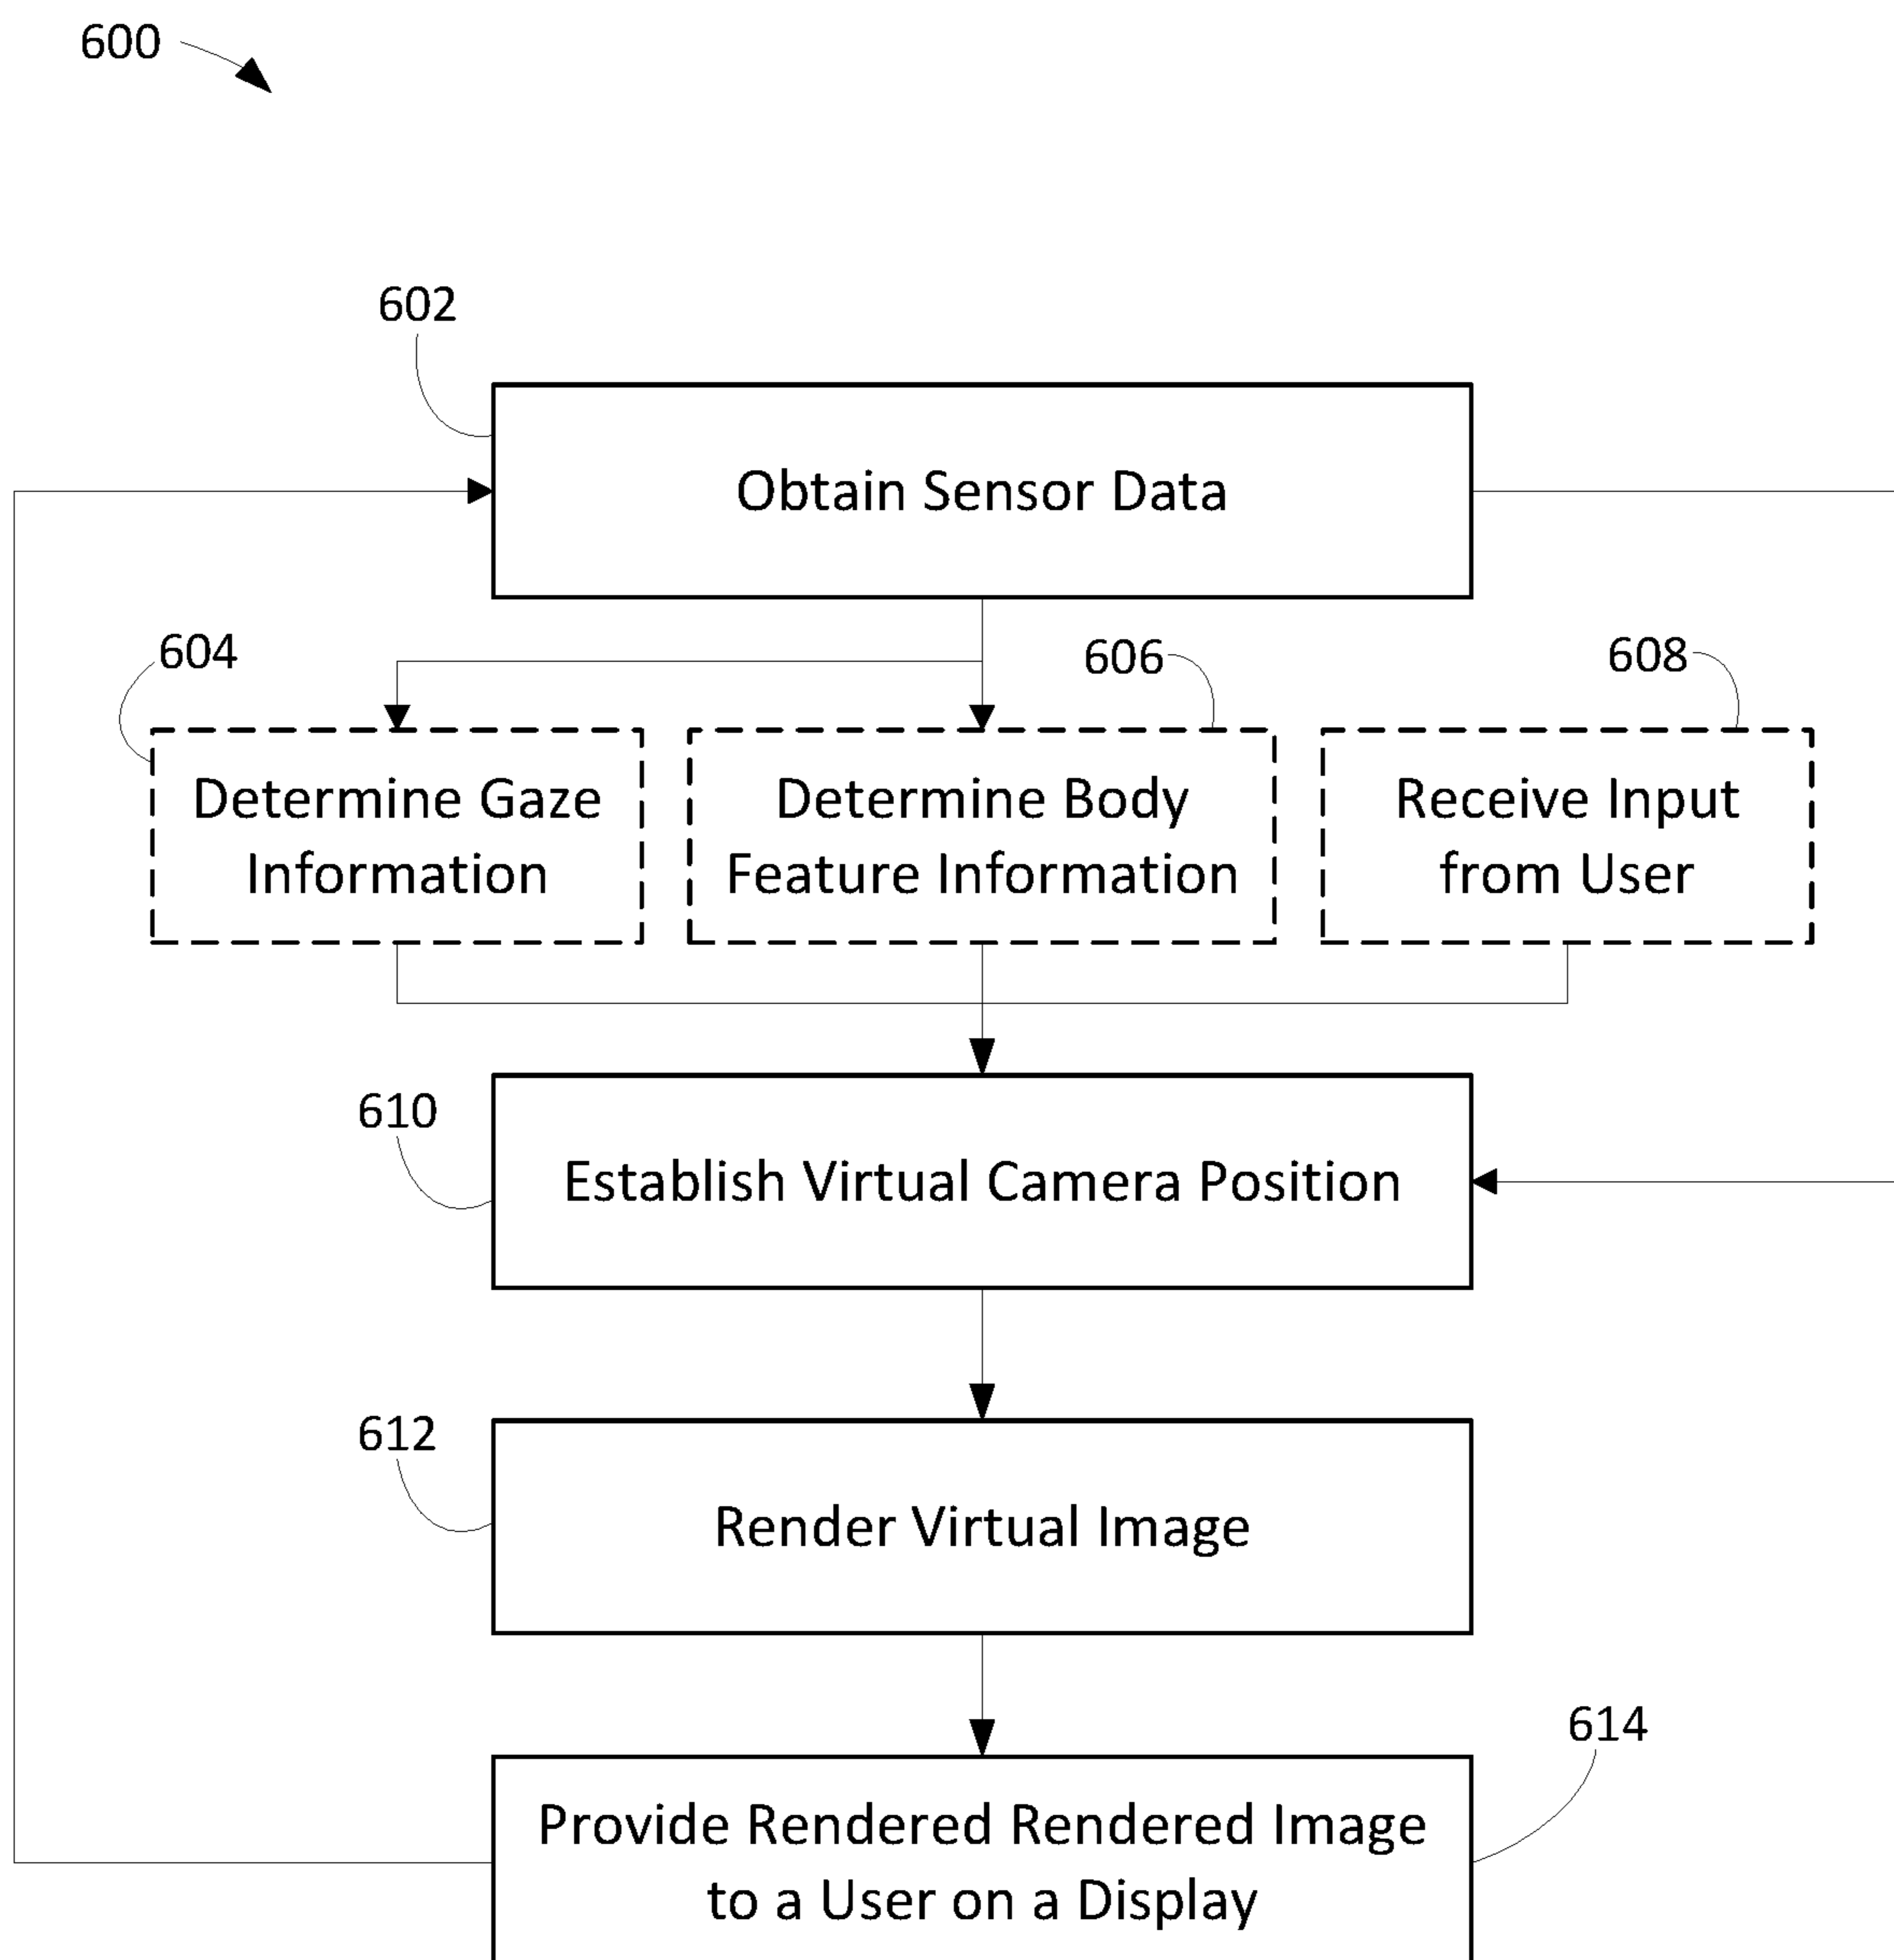 600
602
Obtain Sensor Data
604
606
608
Determine Gaze
Information
Determine Body
Feature Information
Receive Input
from User
610
Establish Virtual Camera Position
612
Render Virtual Image
614
Provide Rendered Rendered Image
to a User on a Display